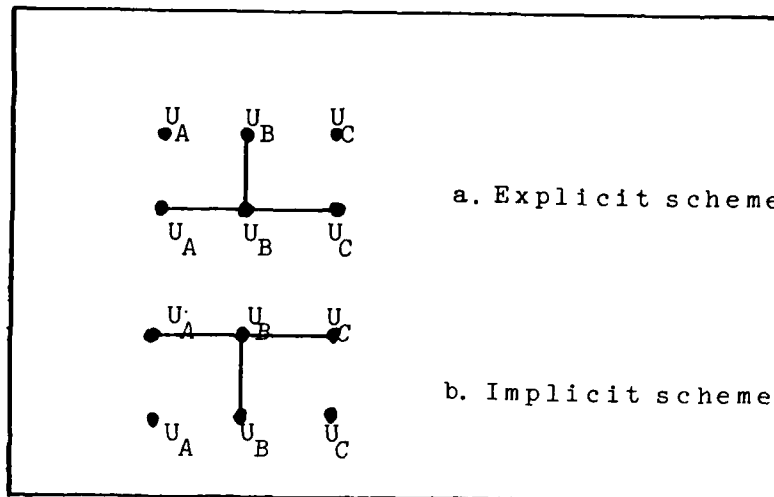 U_A U_B U_C
a. Explicit scheme
U_A U_B U_C
U_A U_B U_C
b. Implicit scheme
U_A U_B U_C